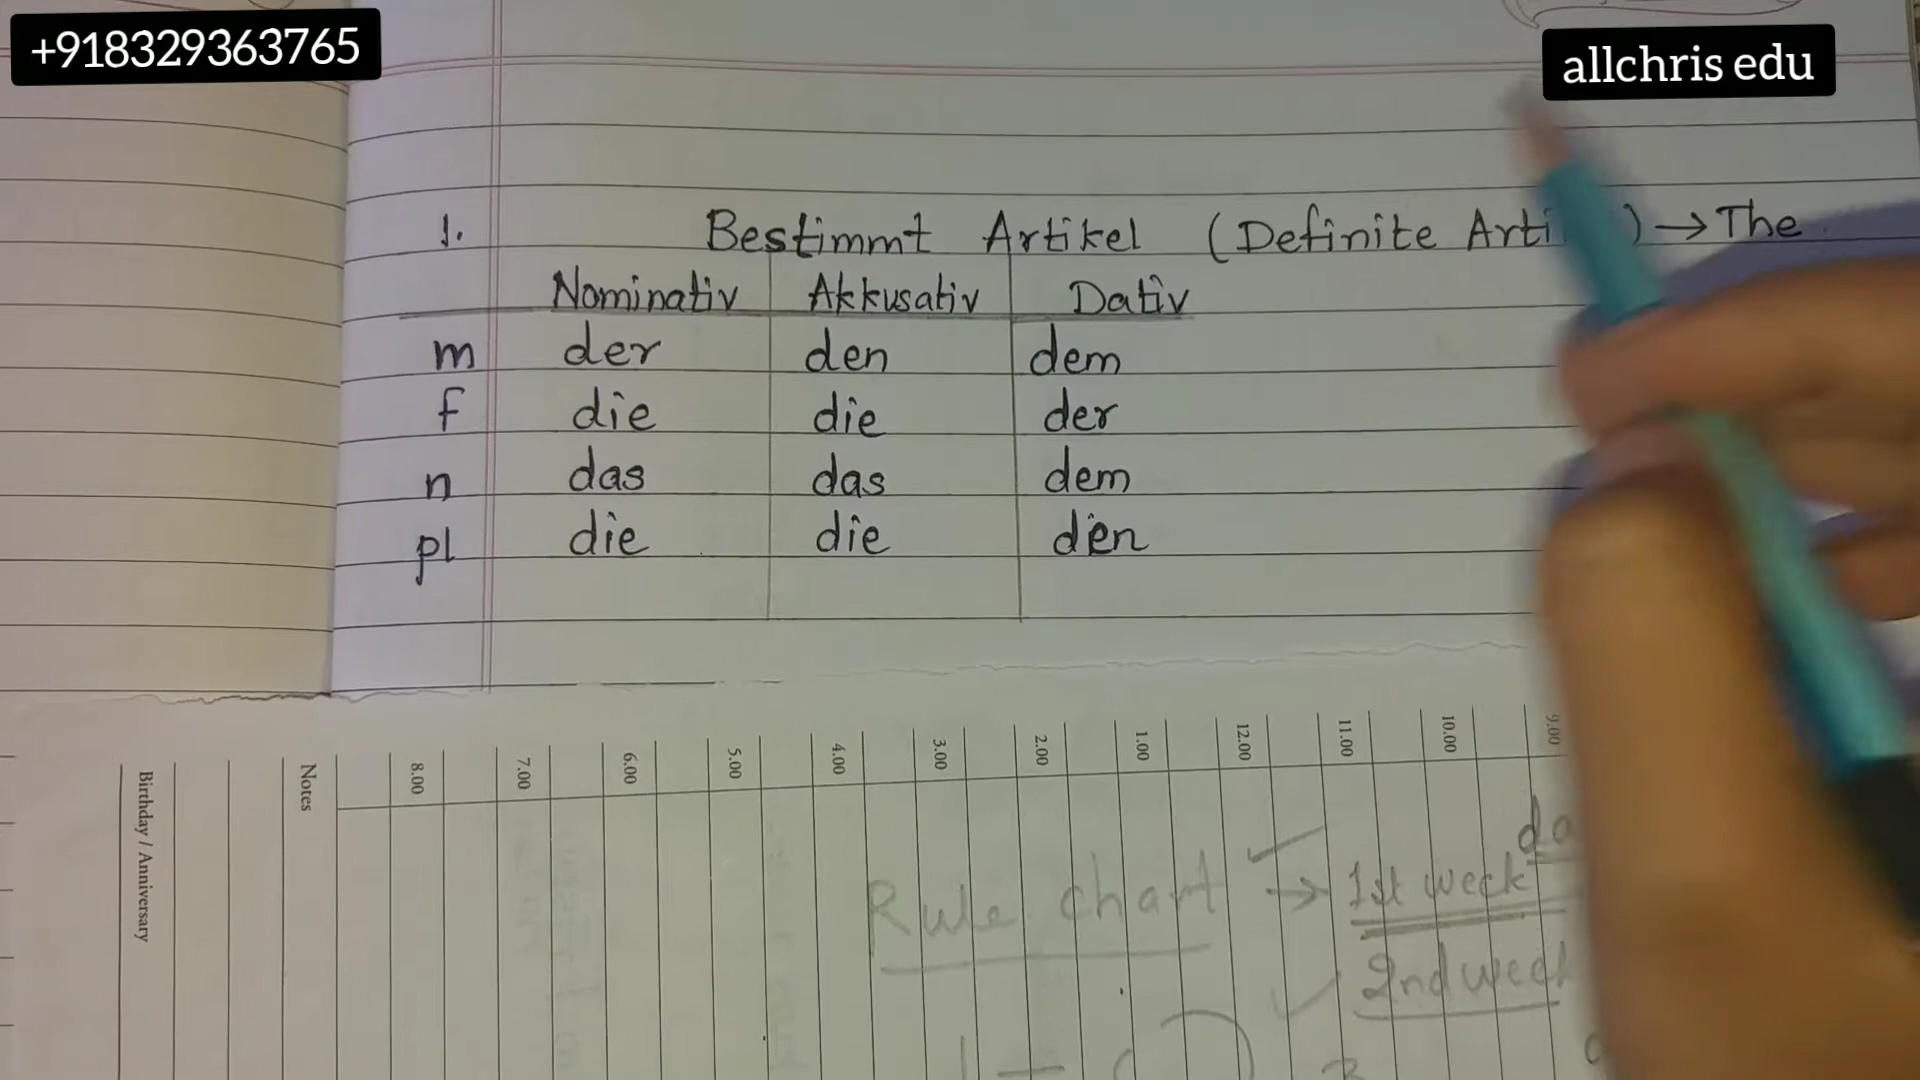 +918329363765
allchris edu
1. Bestimmt Artikel (Definite Arti ) → The
Nominativ Akkusativ Dativ
m der den dem
f die die der
n das das dem
pl die die den
Birthday / Anniversary
Notes
8.00
7.00
6.00
5.00
4.00
3.00
2.00
1.00
12.00
11.00
10.00
9.00
Rule chart → 1st week
2nd week